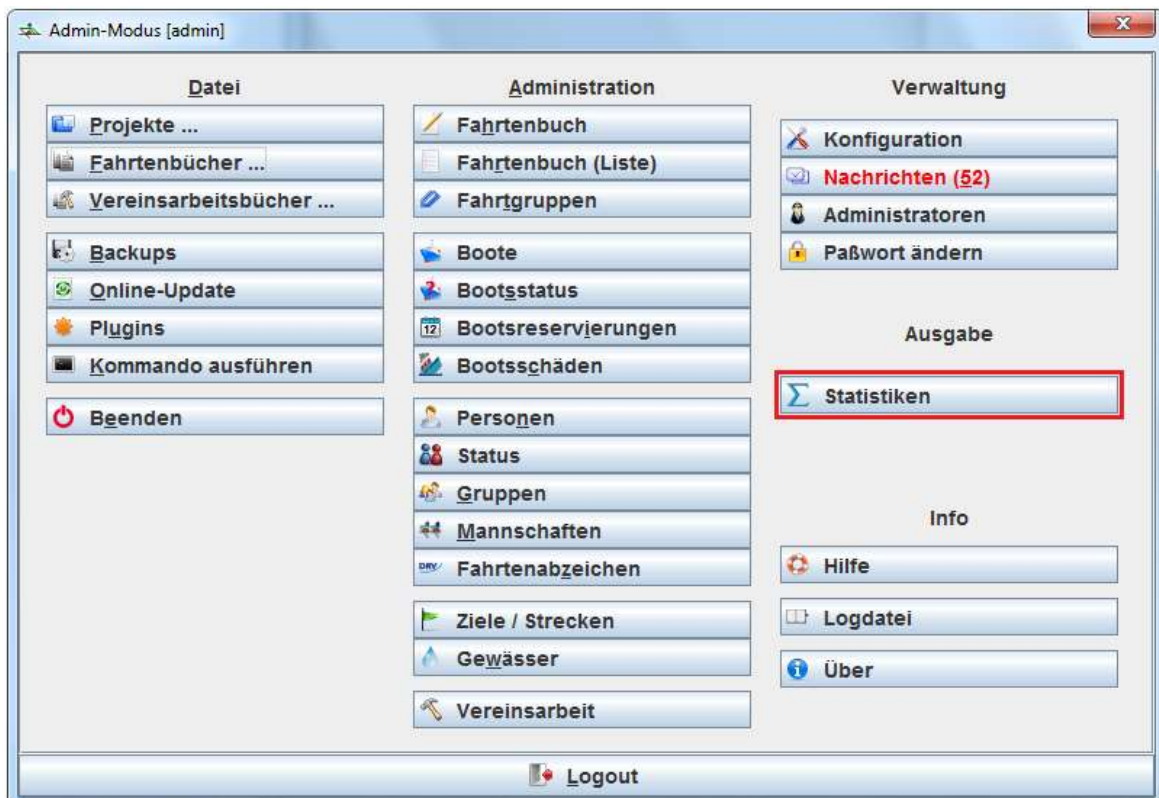 Admin-Modus [admin]
Datei
Projekte ...
Fahrtenbücher ...
Vereinsarbeitsbücher ...
Backups
Online-Update
Plugins
Kommando ausführen
Beenden
Administration
Fahrtenbuch
Fahrtenbuch (Liste)
Fahrtgruppen
Boote
Bootsstatus
12
Bootsreservierungen
Bootsschäden
Personen
Status
Gruppen
Mannschaften
DRV
Fahrtenabzeichen
Ziele / Strecken
Gewässer
Vereinsarbeit
Verwaltung
Konfiguration
Nachrichten (52)
Administratoren
Paßwort ändern
Ausgabe
Σ Statistiken
Info
Hilfe
Logdatei
Über
Logout